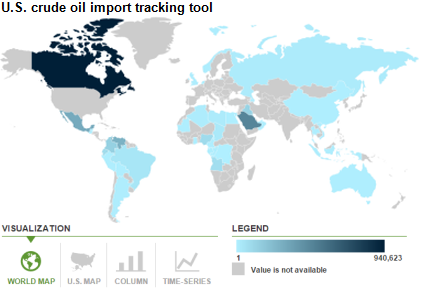 U.S. crude oil import tracking tool
VISUALIZATION
WORLD MAP
U.S. MAP
COLUMN
TIME-SERIES
LEGEND
1 940,623
Value is not available